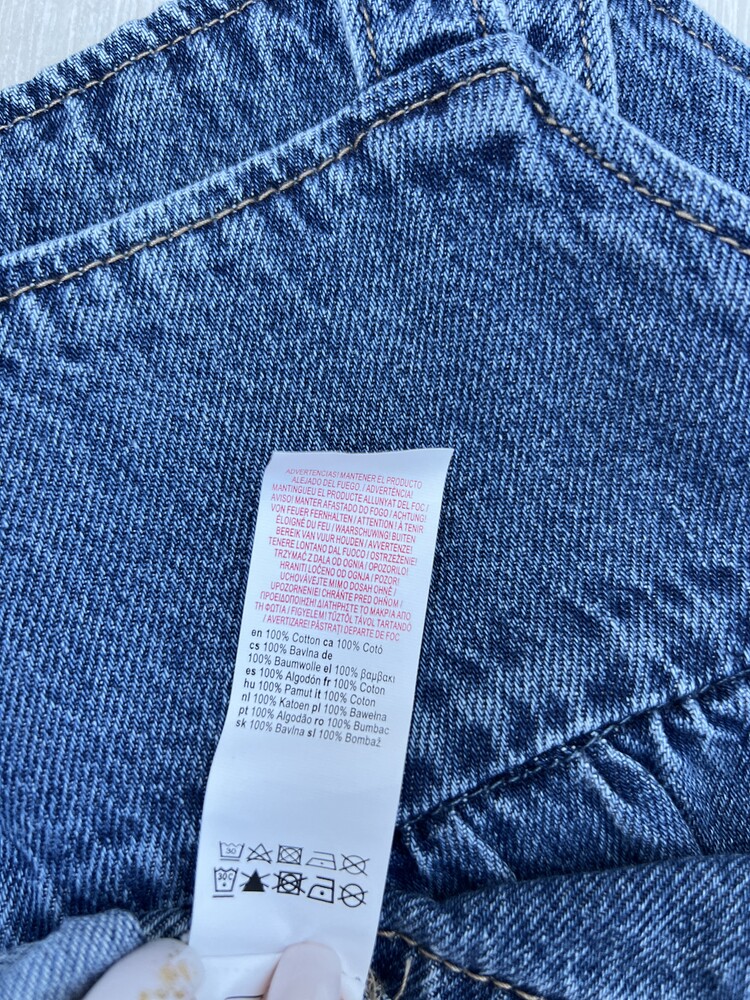 ADVERTENCIAS! MANTENER EL PRODUCTO
ALEJADO DEL FUEGO / ADVERTÈNCIA!
MANTINGUEU EL PRODUCTE ALLUNYAT DEL FOC /
AVISO! MANTER AFASTADO DO FOGO / ACHTUNG!
VON FEUER FERNHALTEN / ATTENTION ! À TENIR
ÉLOIGNÉ DU FEU / WAARSCHUWING! BUITEN
BEREIK VAN VUUR HOUDEN / AVVERTENZE!
TENERE LONTANO DAL FUOCO / OSTRZEŻENIE!
TRZYMAĆ Z DALA OD OGNIA / OPOZORILO!
HRANITI LOČENO OD OGNJA / POZOR!
UCHOVÁVEJTE MIMO DOSAH OHNĚ /
UPOZORNENIE! CHRÁŇTE PRED OHŇOM /
ΠΡΟΕΙΔΟΠΟΙΗΣΗ! ΔΙΑΤΗΡΗΣΤΕ ΤΟ ΜΑΚΡΙΑ ΑΠΟ
ΤΗ ΦΩΤΙΑ / FIGYELEM! TŰZTŐL TÁVOL TARTANDÓ
/ AVERTIZARE! PĂSTRAȚI DEPARTE DE FOC
en 100% Cotton ca 100% Cotó
cs 100% Bavlna de
100% Baumwolle el 100% βαμβακι
es 100% Algodón fr 100% Coton
hu 100% Pamut it 100% Coton
nl 100% Katoen pl 100% Bawełna
pt 100% Algodão ro 100% Bumbac
sk 100% Bavlna sl 100% Bombaž
30
30 C